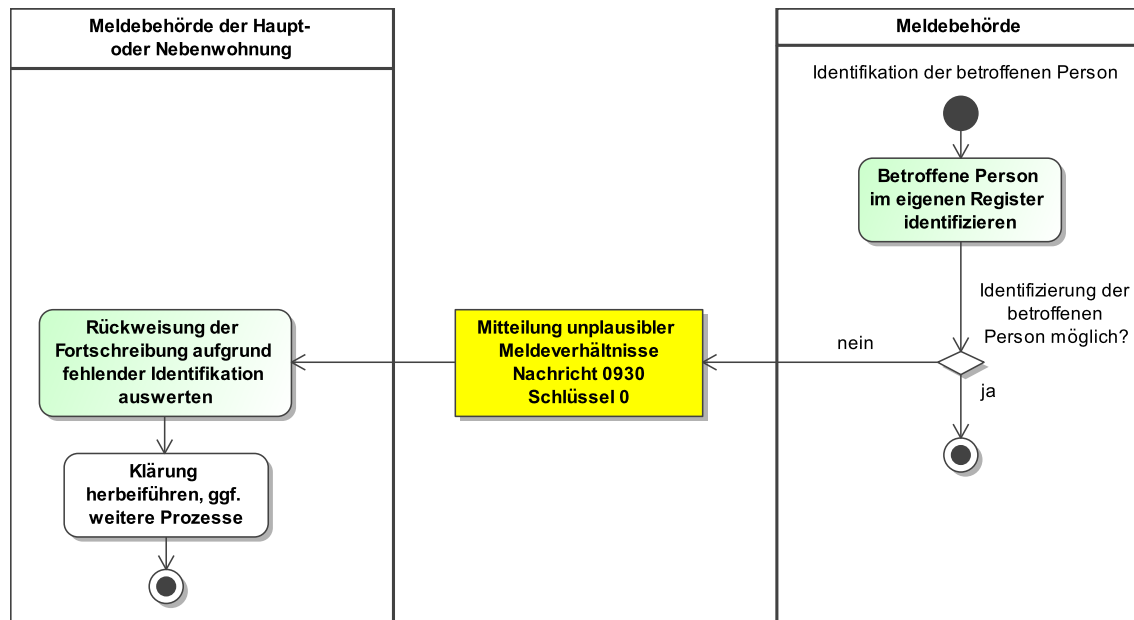 Meldebehörde der Haupt-
oder Nebenwohnung
Meldebehörde
Identifikation der betroffenen Person
Betroffene Person
im eigenen Register
identifizieren
Identifizierung der
betroffenen
Person möglich?
nein
ja
Mitteilung unplausibler
Meldeverhältnisse
Nachricht 0930
Schlüssel 0
Rückweisung der
Fortschreibung aufgrund
fehlender Identifikation
auswerten
Klärung
herbeiführen, ggf.
weitere Prozesse